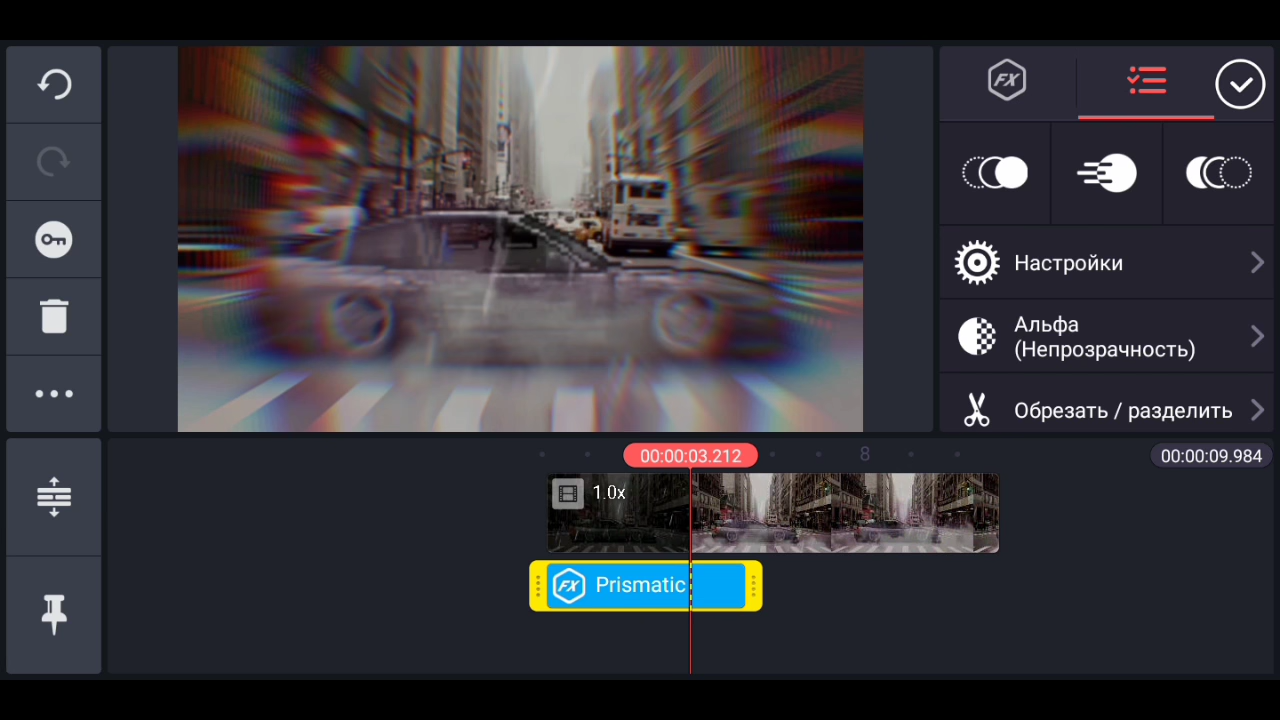 FX
Настройки
Альфа
(Непрозрачность)
Обрезать / разделить
00:00:03.212
8
00:00:09.984
1.0x
FX Prismatic